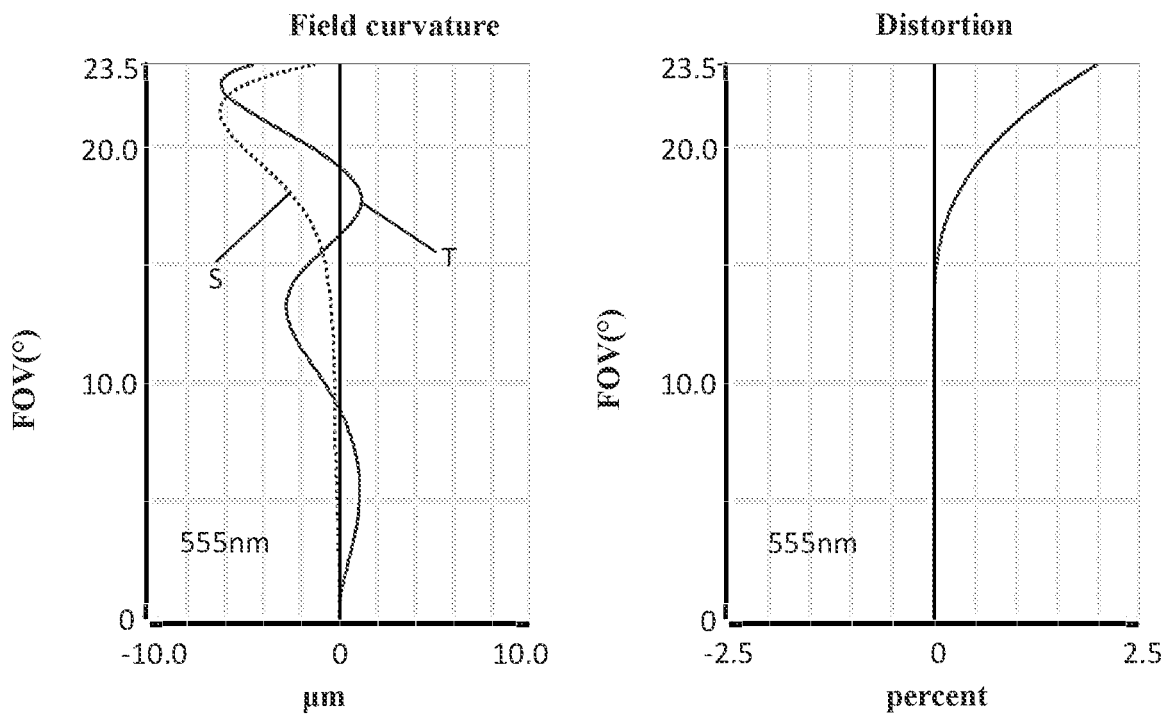 Field curvature
23.5
20.0
10.0
0
FOV(°)
S
T
555nm
-10.0
0
10.0
µm
Distortion
23.5
20.0
10.0
0
FOV(°)
555nm
-2.5
0
2.5
percent